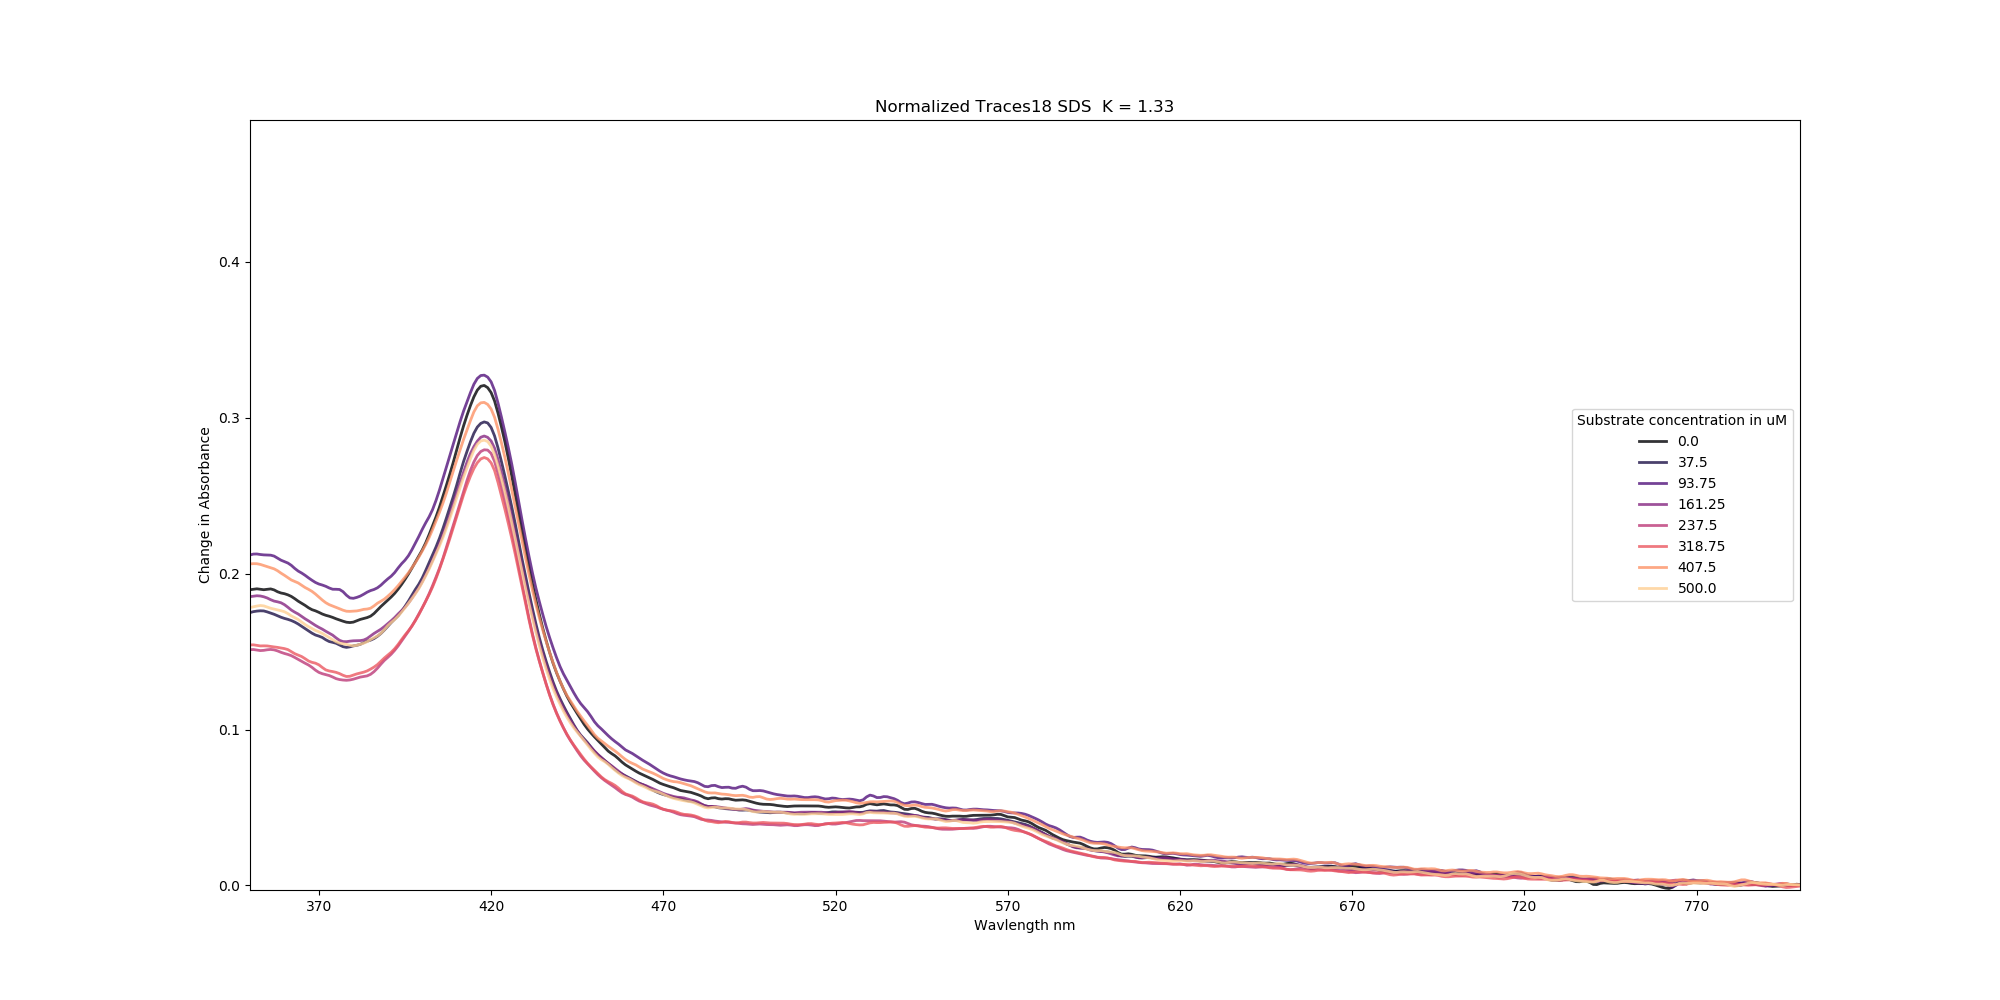 Normalized Traces18 SDS  K = 1.33
Change in Absorbance
0.4
0.3
0.2
0.1
0.0
Substrate concentration in uM
0.0
37.5
93.75
161.25
237.5
318.75
407.5
500.0
370 420 470 520 570 620 670 720 770
Wavlength nm